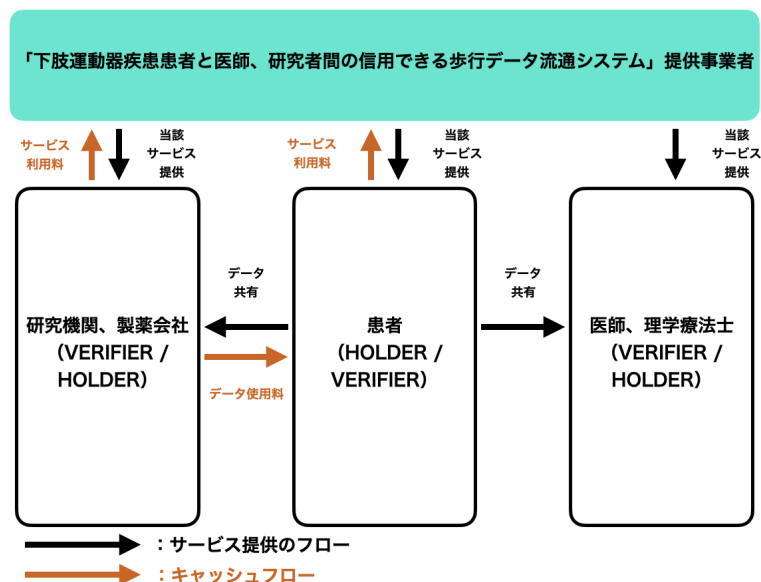 「下肢運動器疾患患者と医師、研究者間の信用できる歩行データ流通システム」提供事業者
サービス
利用料
当該
サービス
提供
サービス
利用料
当該
サービス
提供
当該
サービス
提供
研究機関、製薬会社
（VERIFIER /
HOLDER）
データ
共有
データ使用料
患者
（HOLDER /
VERIFIER）
データ
共有
医師、理学療法士
（VERIFIER /
HOLDER）
：サービス提供のフロー
：キャッシュフロー